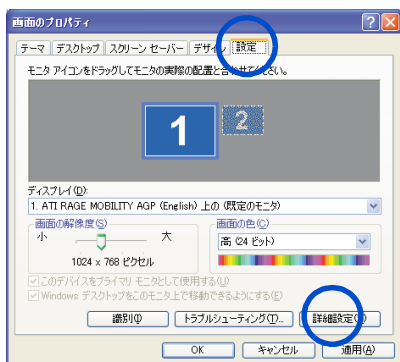 画面のプロパティ
テーマ デスクトップ スクリーン セーバー デザイン 設定
モニタ アイコンをドラッグしてモニタの実際の配置と合わせてください。
1 2
ディスプレイ(D):
1. ATI RAGE MOBILITY AGP (English) 上の (既定のモニタ)
画面の解像度(S) 画面の色(C)
小 大 高 (24 ビット)
1024 x 768 ピクセル
このデバイスをプライマリ モニタとして使用する(U)
Windows デスクトップをこのモニタ上で移動できるようにする(E)
識別(I) トラブルシューティング(T)... 詳細設定(V)
OK キャンセル 適用(A)